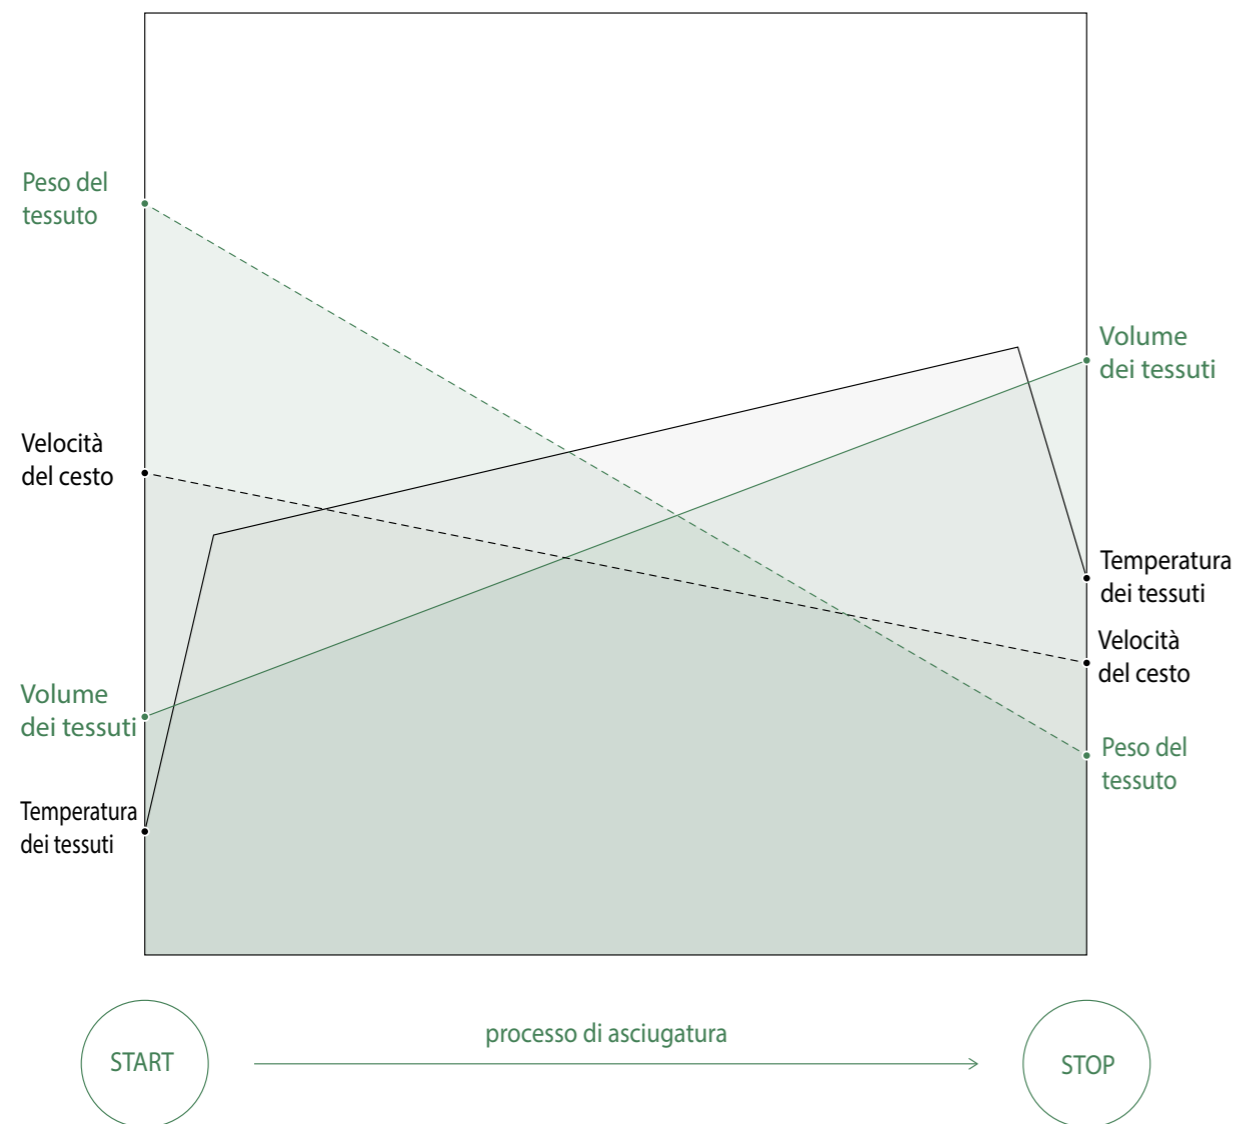 Peso del
tessuto
Velocità
del cesto
Volume
dei tessuti
Temperatura
dei tessuti
Volume
dei tessuti
Temperatura
dei tessuti
Velocità
del cesto
Peso del
tessuto
START
processo di asciugatura
STOP